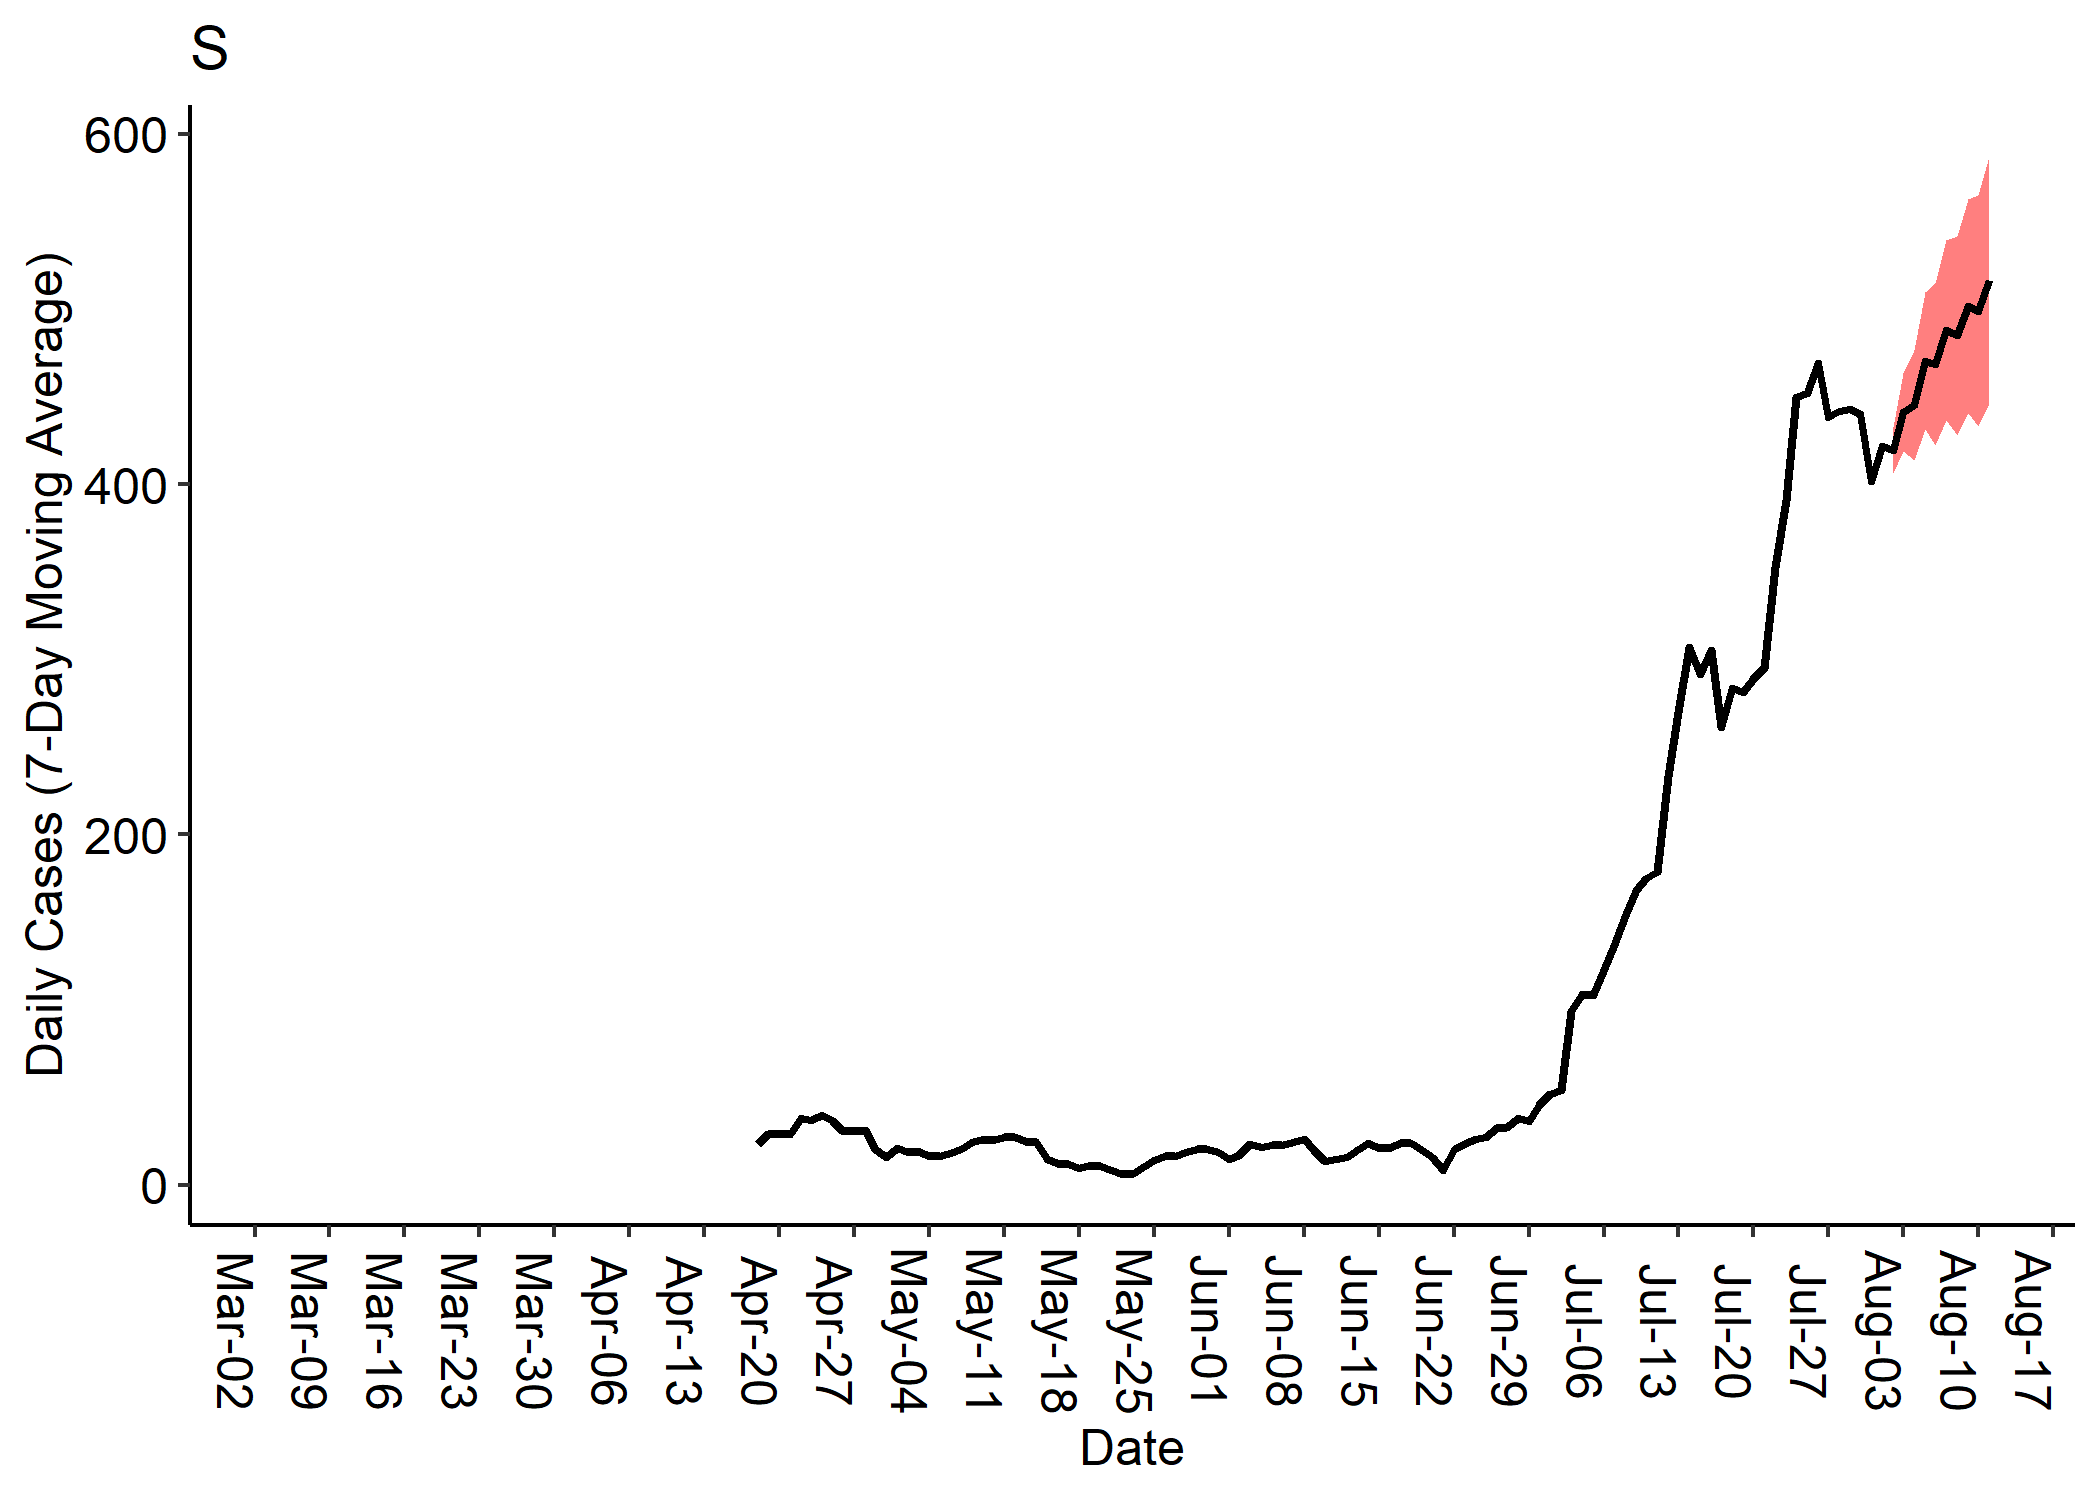 S
Daily Cases (7-Day Moving Average)
600
400
200
0
Mar-02
Mar-09
Mar-16
Mar-23
Mar-30
Apr-06
Apr-13
Apr-20
Apr-27
May-04
May-11
May-18
May-25
Jun-01
Jun-08
Jun-15
Jun-22
Jun-29
Jul-06
Jul-13
Jul-20
Jul-27
Aug-03
Aug-10
Aug-17
Date